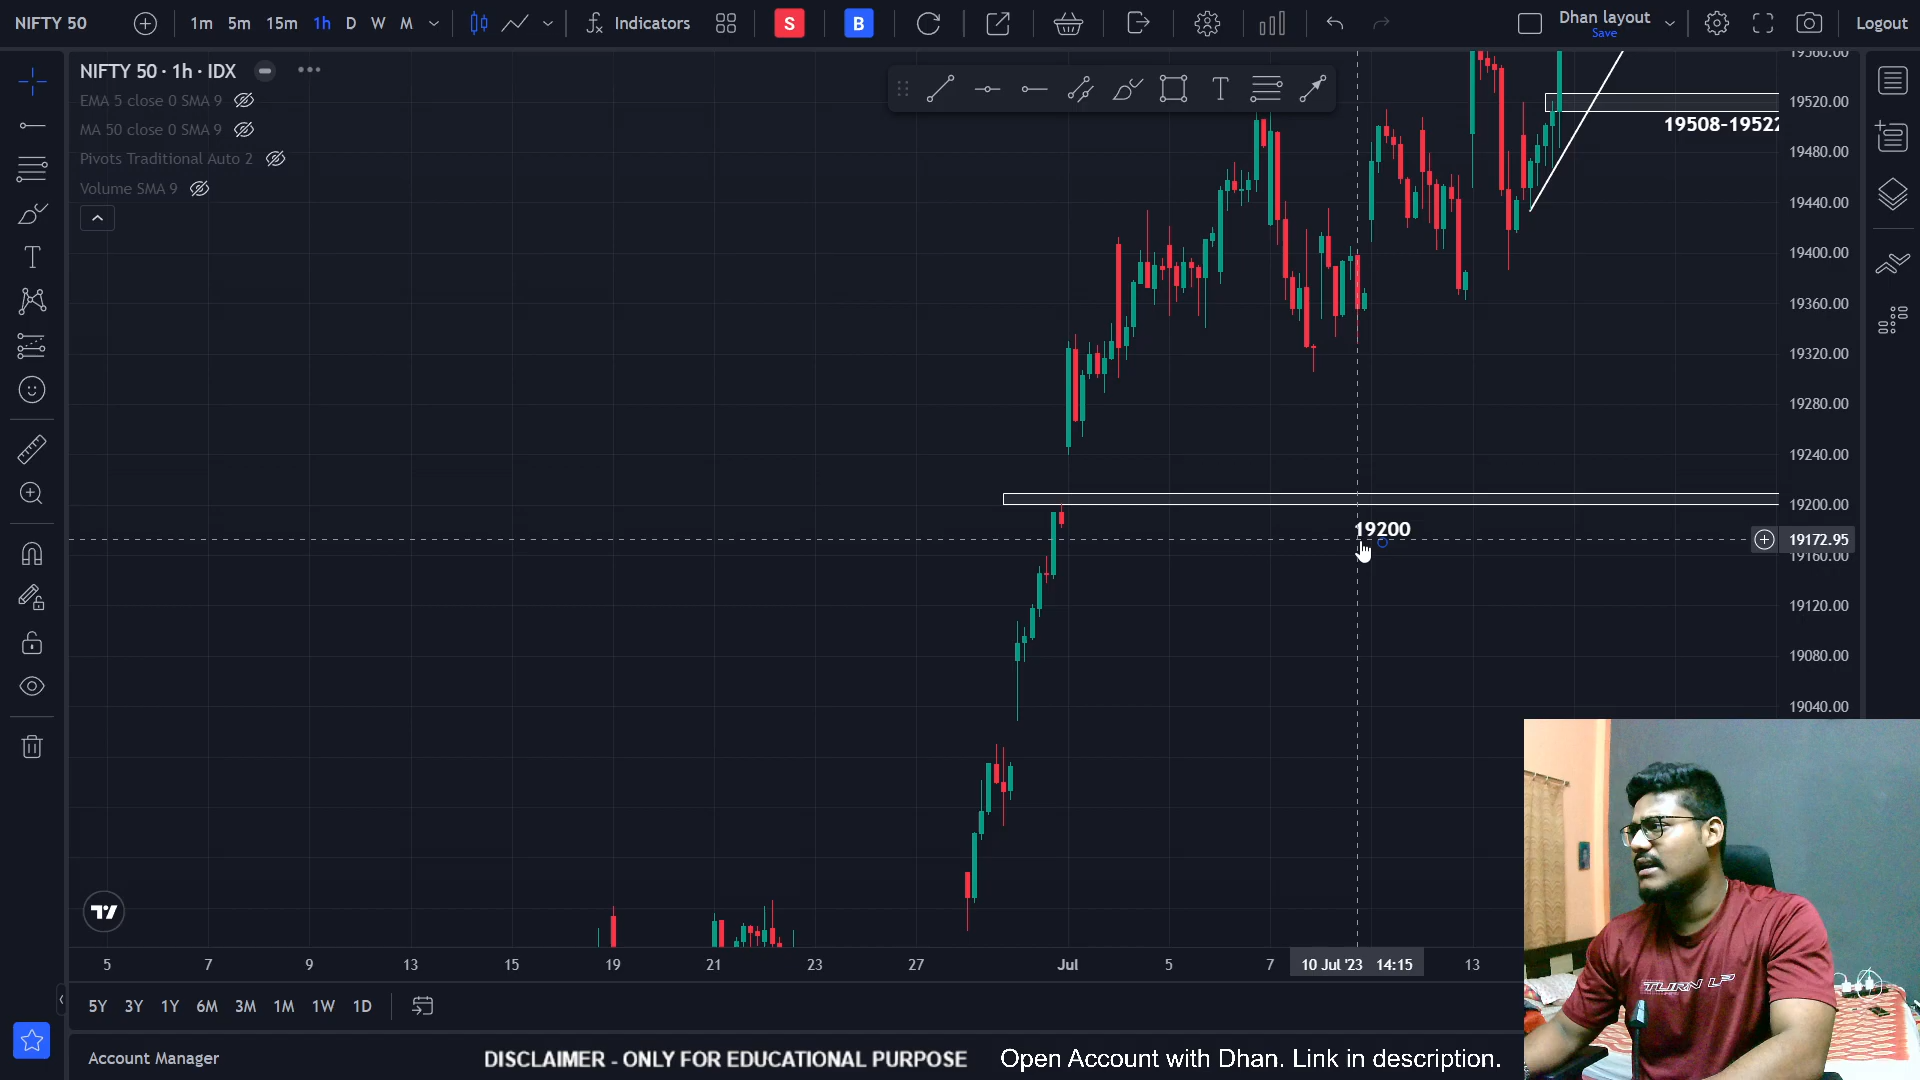 NIFTY 50
1m 5m 15m 1h D W M
Indicators
S
B
Dhan layout
Save
Logout
NIFTY 50 · 1h · IDX
EMA 5 close 0 SMA 9
MA 50 close 0 SMA 9
Pivots Traditional Auto 2
Volume SMA 9
T
T
19560.00
19520.00
19508-19522
19480.00
19440.00
19400.00
19360.00
19320.00
19280.00
19240.00
19200.00
19200
19172.95
19160.00
19120.00
19080.00
19040.00
TURN UP
5 7 9 13 15 19 21 23 27 Jul 5 7 10 Jul '23 14:15 13
5Y 3Y 1Y 6M 3M 1M 1W 1D
Account Manager
DISCLAIMER - ONLY FOR EDUCATIONAL PURPOSE
Open Account with Dhan. Link in description.